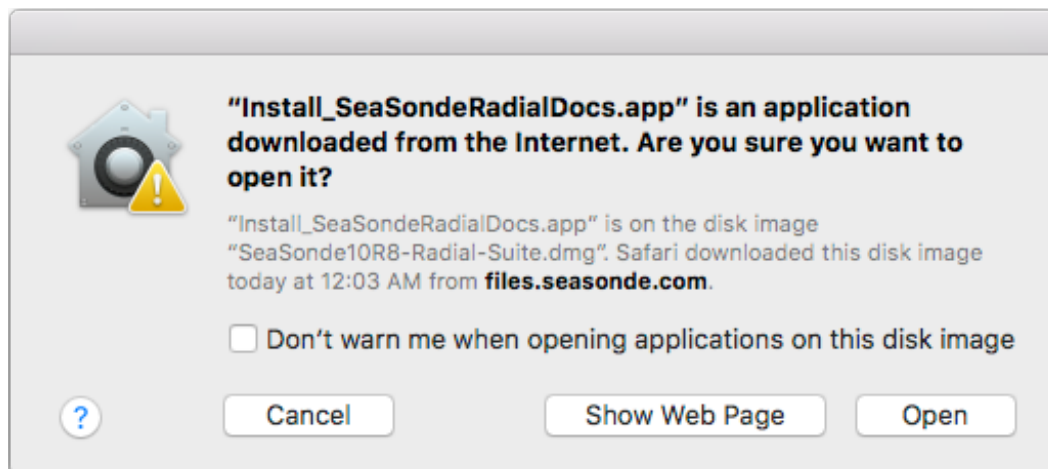 “Install_SeaSondeRadialDocs.app” is an application
downloaded from the Internet. Are you sure you want to
open it?
“Install_SeaSondeRadialDocs.app” is on the disk image
“SeaSonde10R8-Radial-Suite.dmg”. Safari downloaded this disk image
today at 12:03 AM from files.seasonde.com.
Don’t warn me when opening applications on this disk image
? Cancel Show Web Page Open